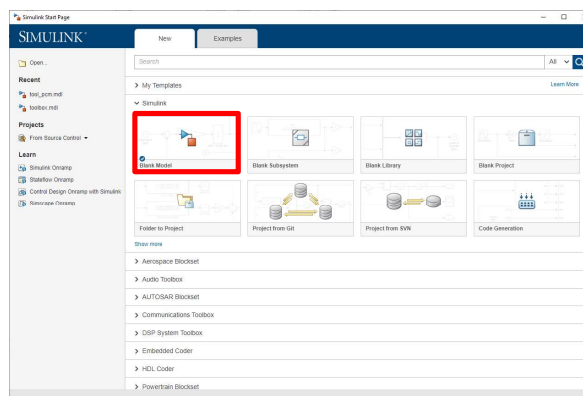 Simulink Start Page
SIMULINK®
New
Examples
Open...
Recent
tool_pcm.mdl
toolbox.mdl
Projects
From Source Control
Learn
Simulink Onramp
Stateflow Onramp
Control Design Onramp with Simulink
Simscape Onramp
Search
All
My Templates
Learn More
Simulink
Blank Model
Blank Subsystem
Blank Library
Blank Project
Folder to Project
Project from Git
Project from SVN
Code Generation
Show more
Aerospace Blockset
Audio Toolbox
AUTOSAR Blockset
Communications Toolbox
DSP System Toolbox
Embedded Coder
HDL Coder
Powertrain Blockset